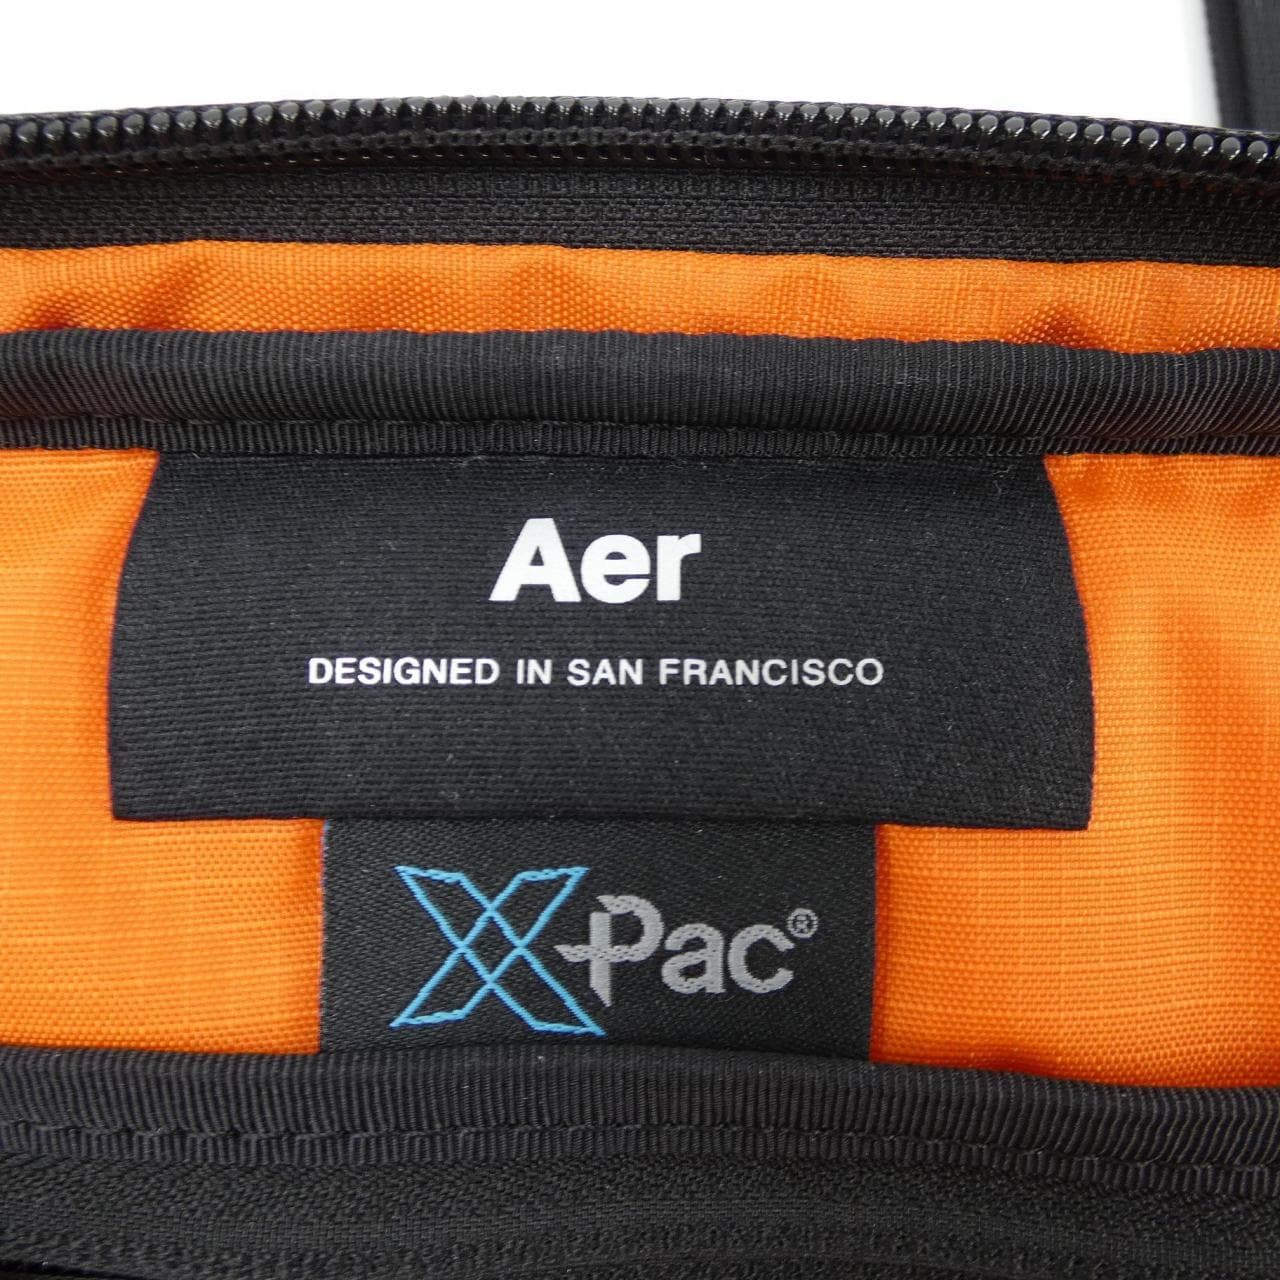 Aer
DESIGNED IN SAN FRANCISCO
X-Pac®